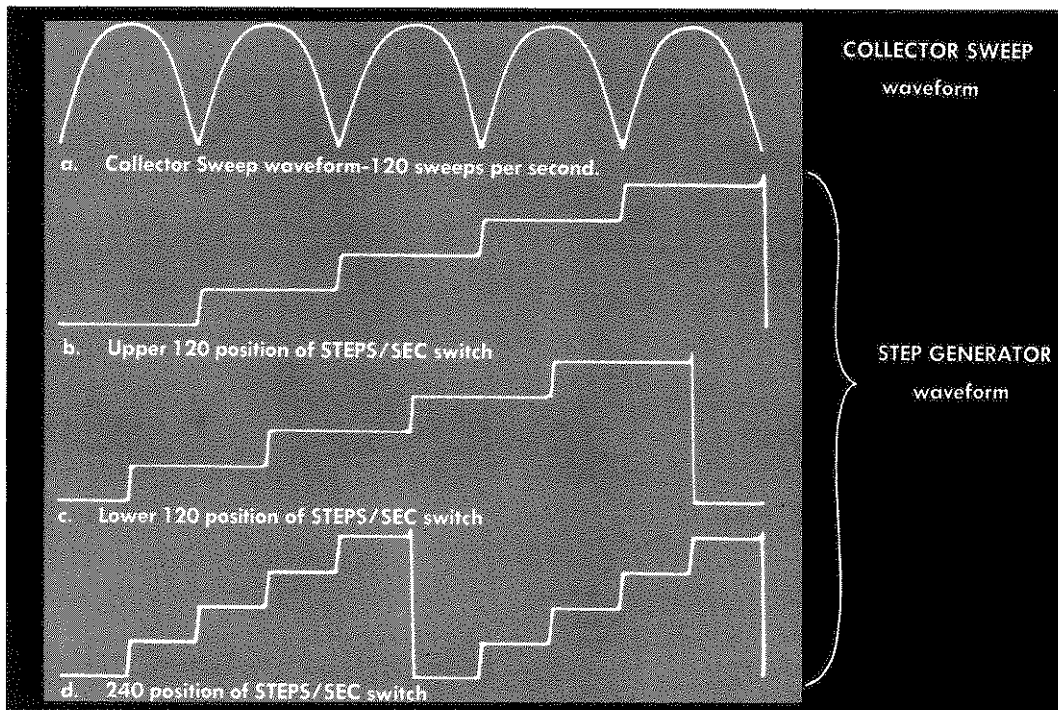 COLLECTOR SWEEP
waveform
a. Collector Sweep waveform-120 sweeps per second.
b. Upper 120 position of STEPS/SEC switch
STEP GENERATOR
waveform
c. Lower 120 position of STEPS/SEC switch
d. 240 position of STEPS/SEC switch